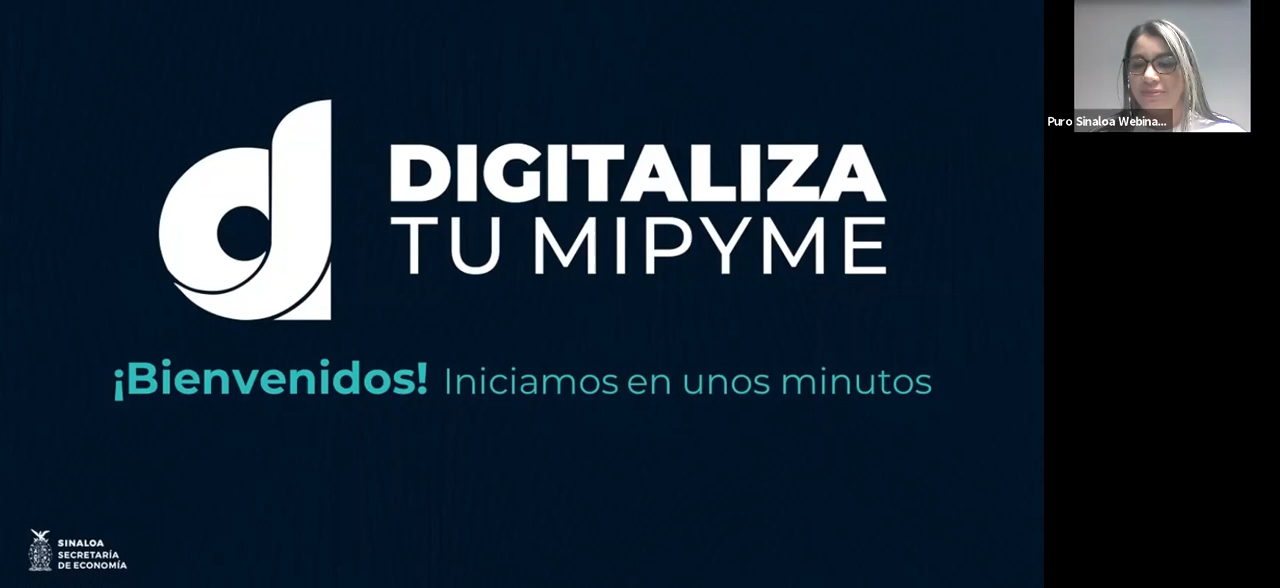 DIGITALIZA
TU MIPYME
¡Bienvenidos! Iniciamos en unos minutos
SINALOA
SECRETARÍA
DE ECONOMÍA
Puro Sinaloa Webina...